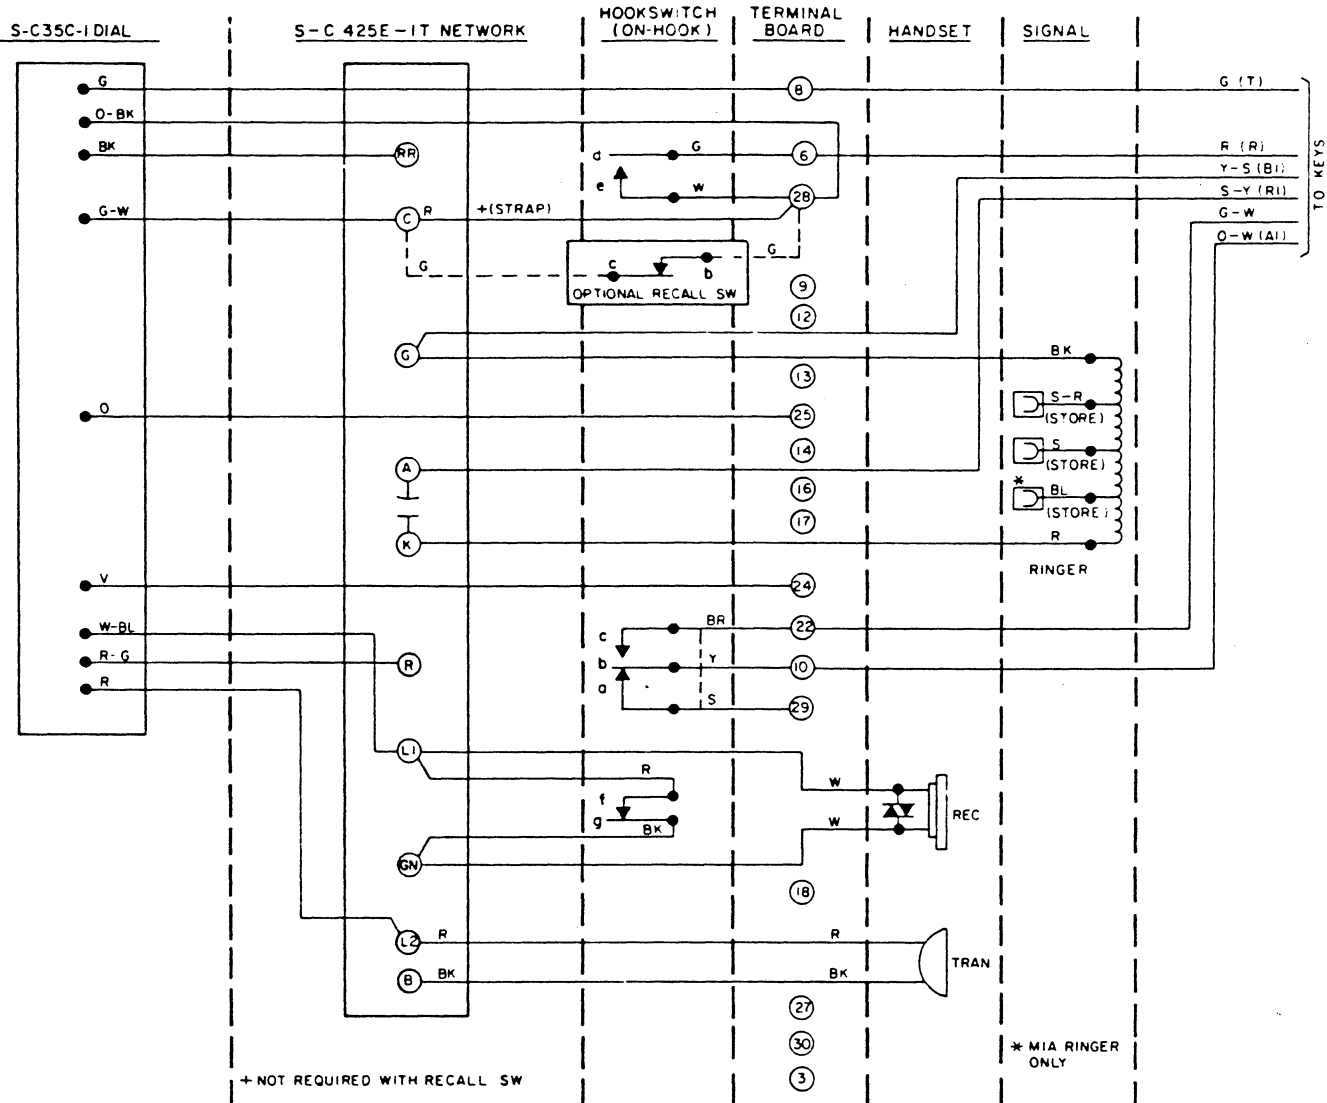 S-C35C-1 DIAL
S-C 425E-1T NETWORK
HOOKSWITCH
(ON-HOOK)
TERMINAL
BOARD
HANDSET
SIGNAL
G
8
G (T)
O-BK
BK
RR
d
G
6
R (R)
e
W
28
Y-S (B1)
S-Y (R1)
G-W
C
R
+(STRAP)
G-W
O-W (A1)
TO KEYS
G
c
b
G
OPTIONAL RECALL SW
9
12
G
BK
13
S-R
(STORE)
O
25
14
S
(STORE)
A
16
*
BL
(STORE)
17
K
R
RINGER
V
24
W-BL
c
BR
22
R-G
R
b
Y
10
R
a
S
29
L1
R
f
g
BK
W
W
REC
GN
18
L2
R
R
B
BK
BK
TRAN
27
30
3
* M1A RINGER
ONLY
+ NOT REQUIRED WITH RECALL SW